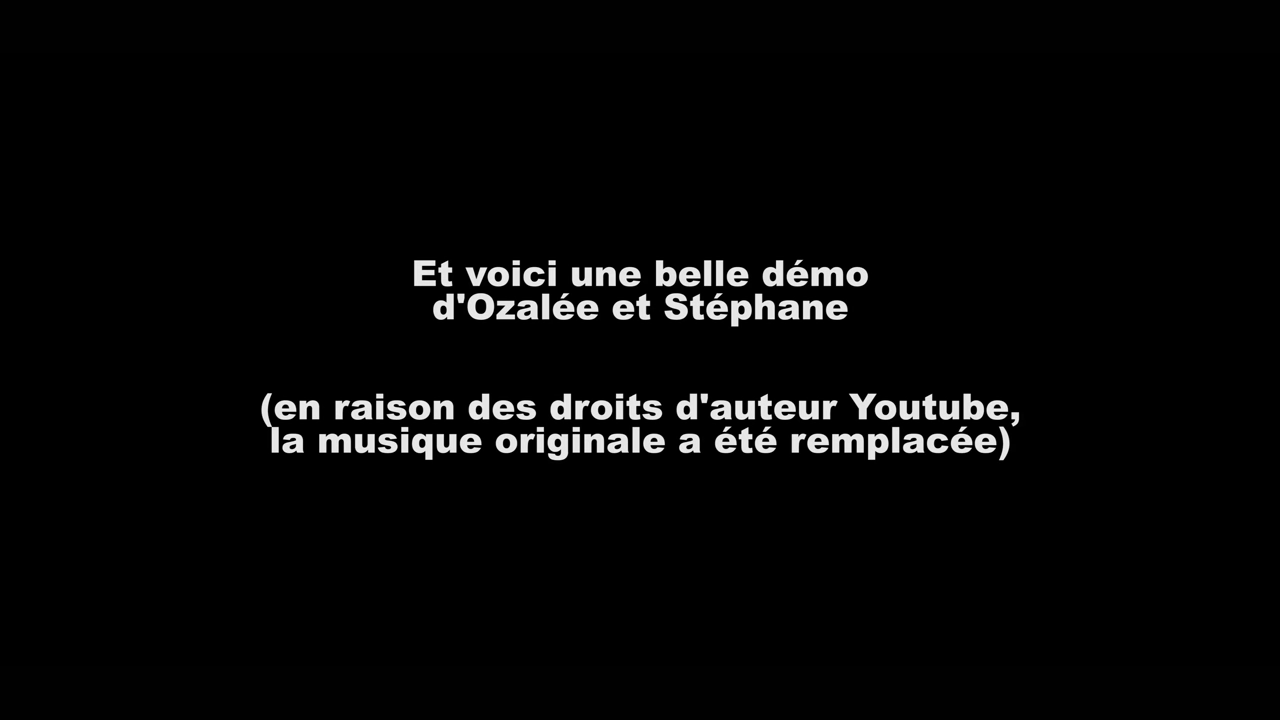 Et voici une belle démo
d'Ozalée et Stéphane
(en raison des droits d'auteur Youtube,
la musique originale a été remplacée)